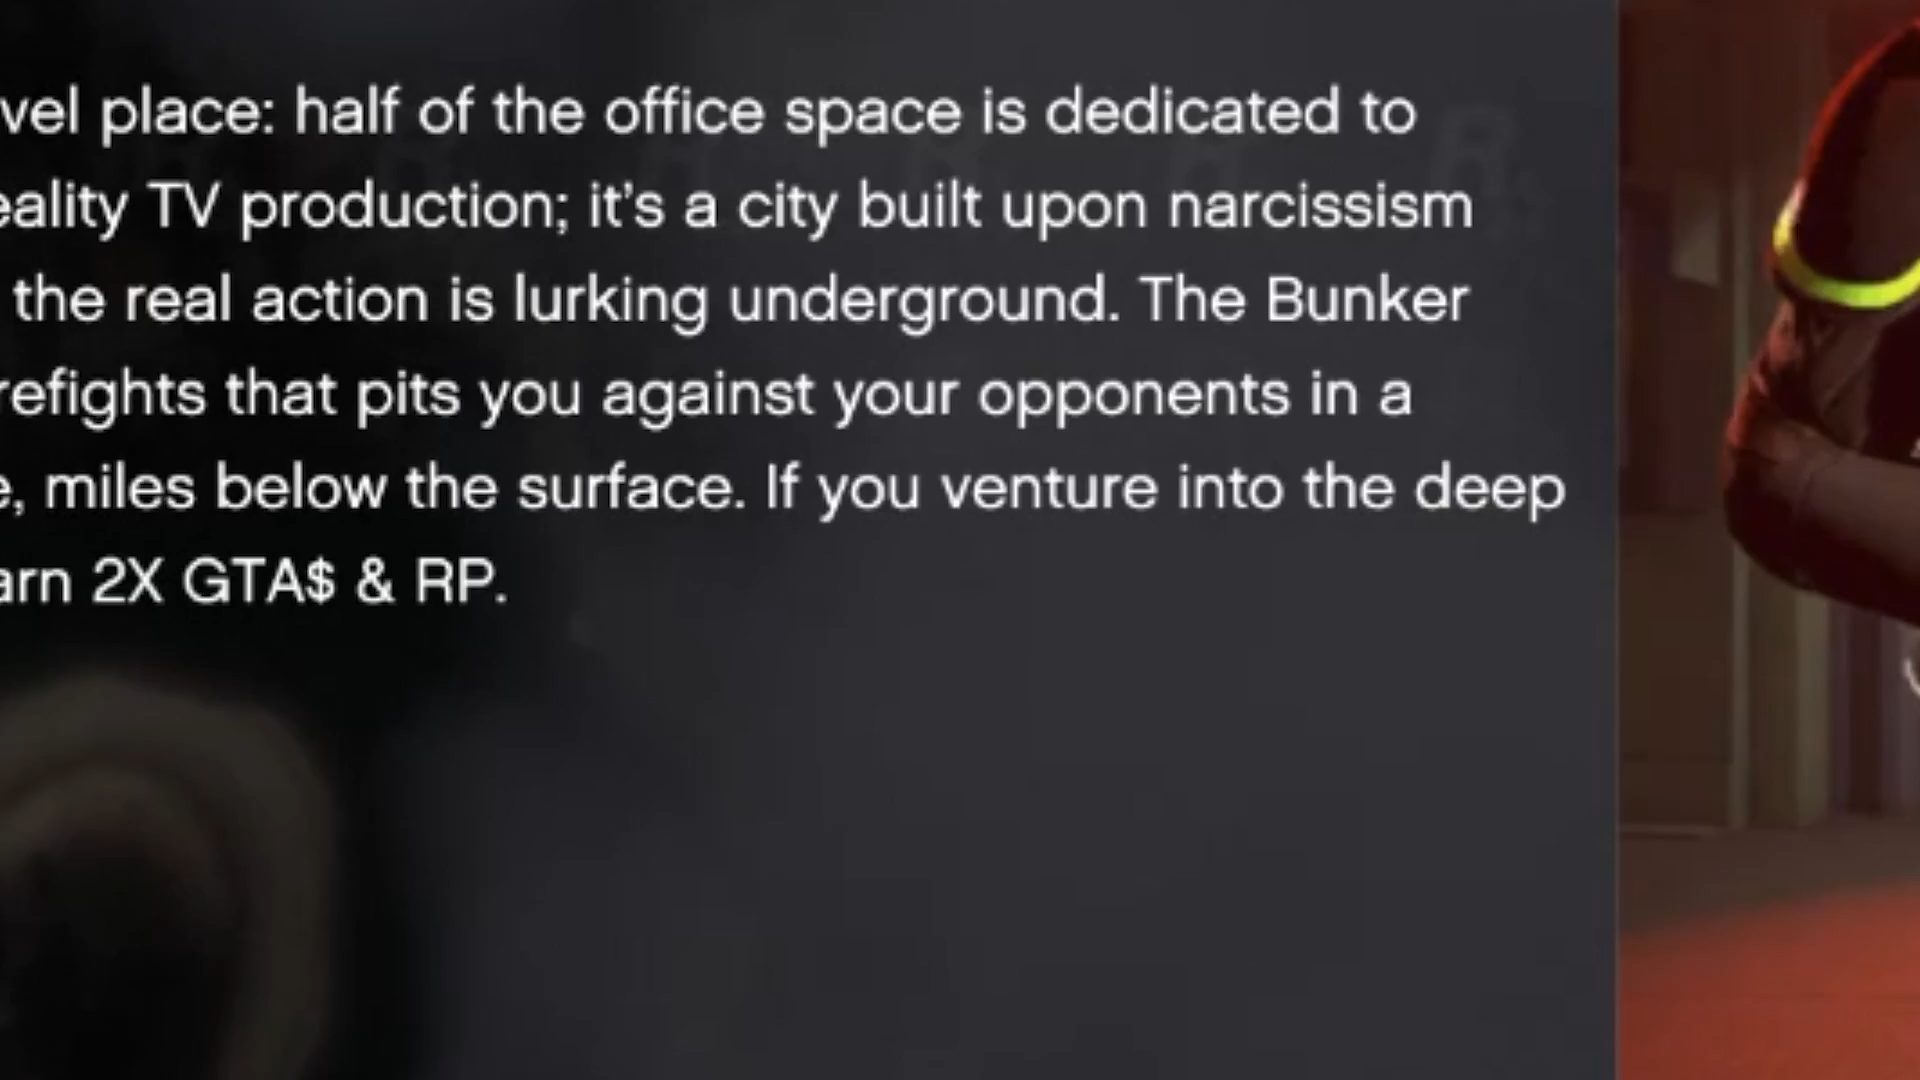 vel place: half of the office space is dedicated to
eality TV production; it's a city built upon narcissism
the real action is lurking underground. The Bunker
refights that pits you against your opponents in a
e, miles below the surface. If you venture into the deep
arn 2X GTA$ & RP.